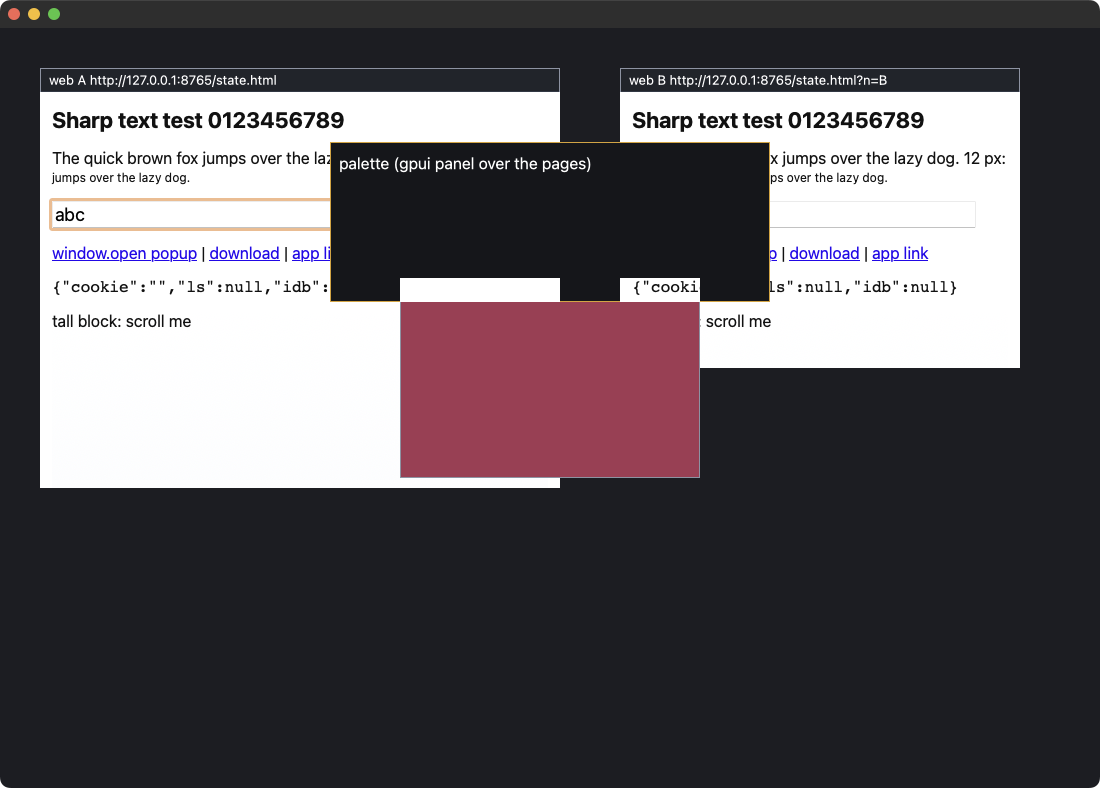 web A http://127.0.0.1:8765/state.html
Sharp text test 0123456789
The quick brown fox jumps over the
jumps over the lazy dog.
abc
window.open popup | download | app
{"cookie":"","ls":null,"idb":
tall block: scroll me
palette (gpui panel over the pages)
web B http://127.0.0.1:8765/state.html?n=B
Sharp text test 0123456789
jumps over the lazy dog. 12 px:
over the lazy dog.
| download | app link
{"cooki
:null,"idb":null}
: scroll me